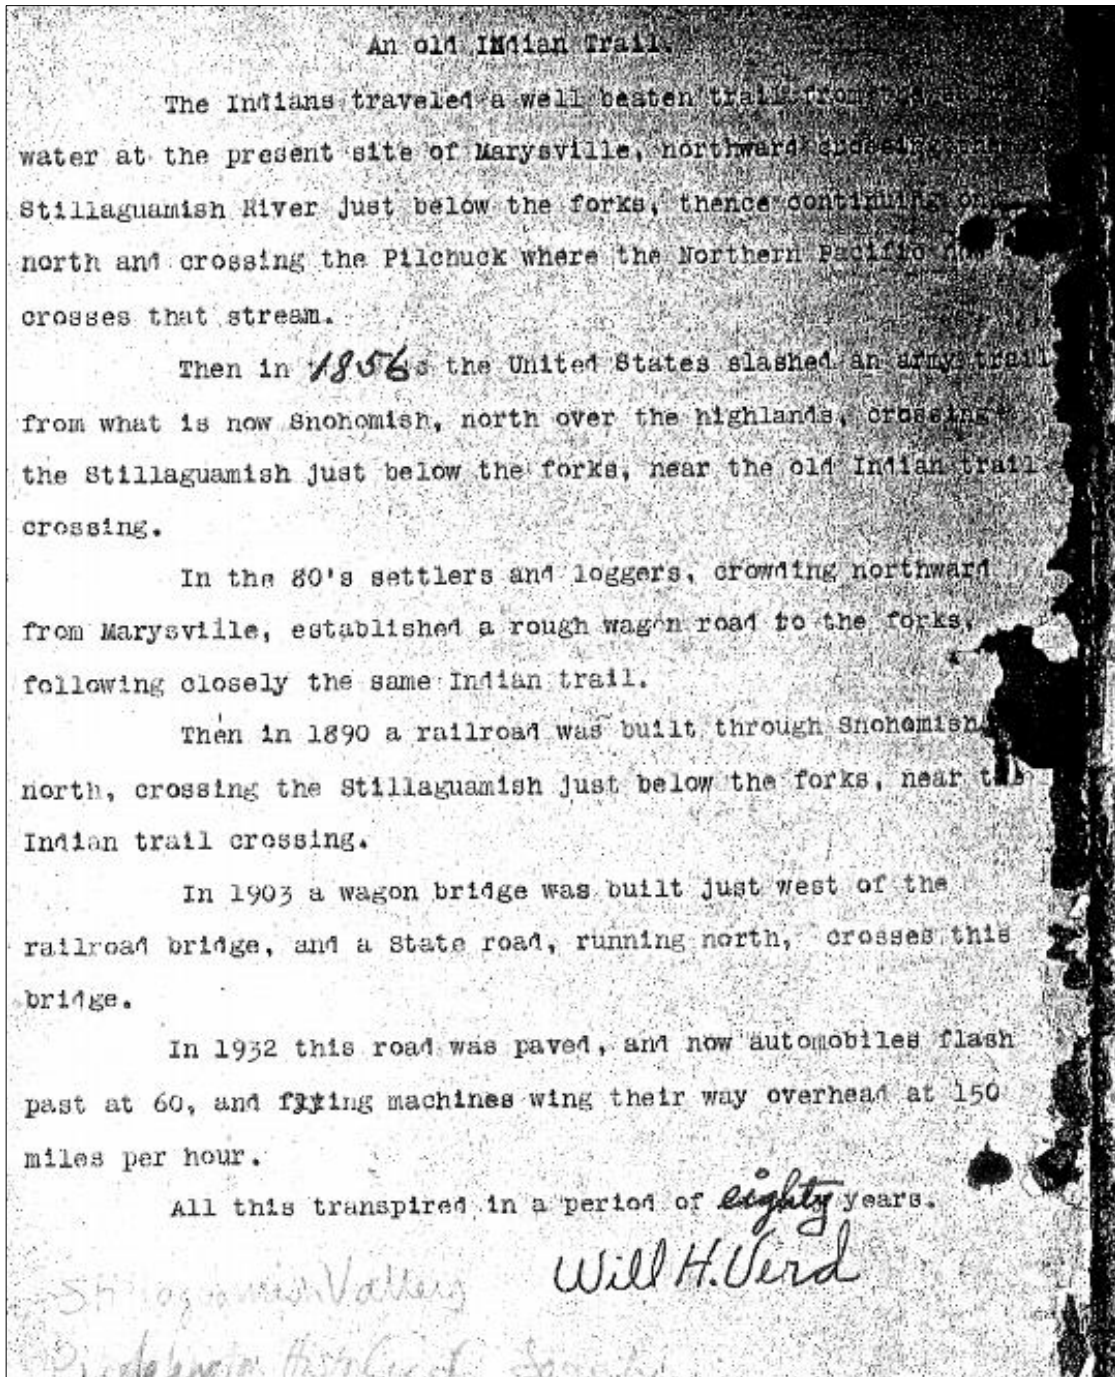 An old Indian Trail.
The Indians traveled a well beaten trail from the salt
water at the present site of Marysville, northward crossing the
Stillaguamish River just below the forks, thence continuing on
north and crossing the Pilchuck where the Northern Pacific now
crosses that stream.
Then in 1856 the United States slashed an army trail
from what is now Snohomish, north over the highlands, crossing
the Stillaguamish just below the forks, near the old Indian trail
crossing.
In the 80's settlers and loggers, crowding northward
from Marysville, established a rough wagon road to the forks,
following closely the same Indian trail.
Then in 1890 a railroad was built through Snohomish,
north, crossing the Stillaguamish just below the forks, near the
Indian trail crossing.
In 1903 a wagon bridge was built just west of the
railroad bridge, and a State road, running north, crosses this
bridge.
In 1932 this road was paved, and now automobiles flash
past at 60, and flying machines wing their way overhead at 150
miles per hour.
All this transpired in a period of eighty years.
Will H. Verd
Stillaguamish Valley